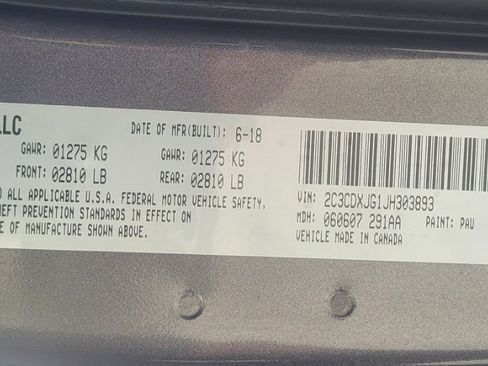 LLC
DATE OF MFR(BUILT): 6-18
GAWR: 01275 KG GAWR: 01275 KG
FRONT: 02810 LB REAR: 02810 LB
O ALL APPLICABLE U.S.A. FEDERAL MOTOR VEHICLE SAFETY,
HEFT PREVENTION STANDARDS IN EFFECT ON
E OF MANUFACTURE SHOWN ABOVE.
VIN: 2C3CDXJG1JH303893
MDH: 060607 291AA PAINT: PAU
VEHICLE MADE IN CANADA